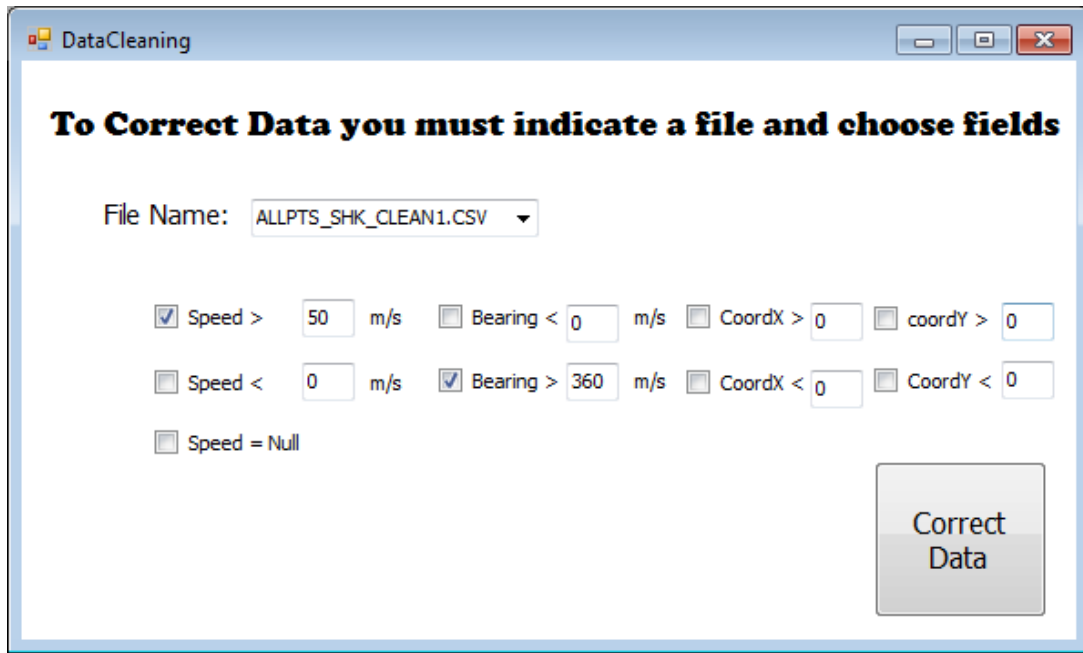 DataCleaning
To Correct Data you must indicate a file and choose fields
File Name: ALLPTS_SHK_CLEAN1.CSV
Speed > 50 m/s Bearing < 0 m/s CoordX > 0 coordY > 0
Speed < 0 m/s Bearing > 360 m/s CoordX < 0 CoordY < 0
Speed = Null
Correct
Data